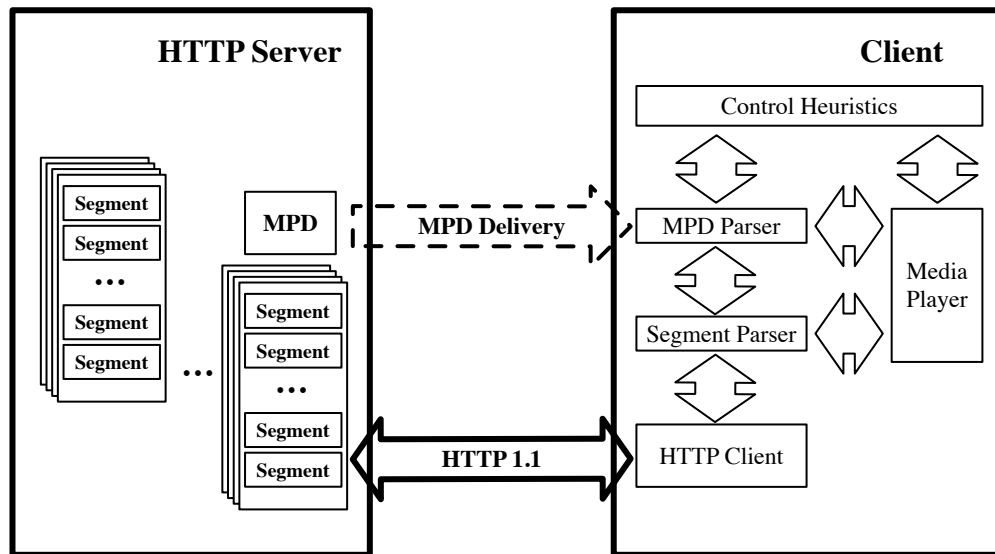 HTTP Server
Segment
Segment
...
Segment
Segment
...
MPD
Segment
Segment
...
Segment
Segment
MPD Delivery
HTTP 1.1
Client
Control Heuristics
MPD Parser
Media
Player
Segment Parser
HTTP Client